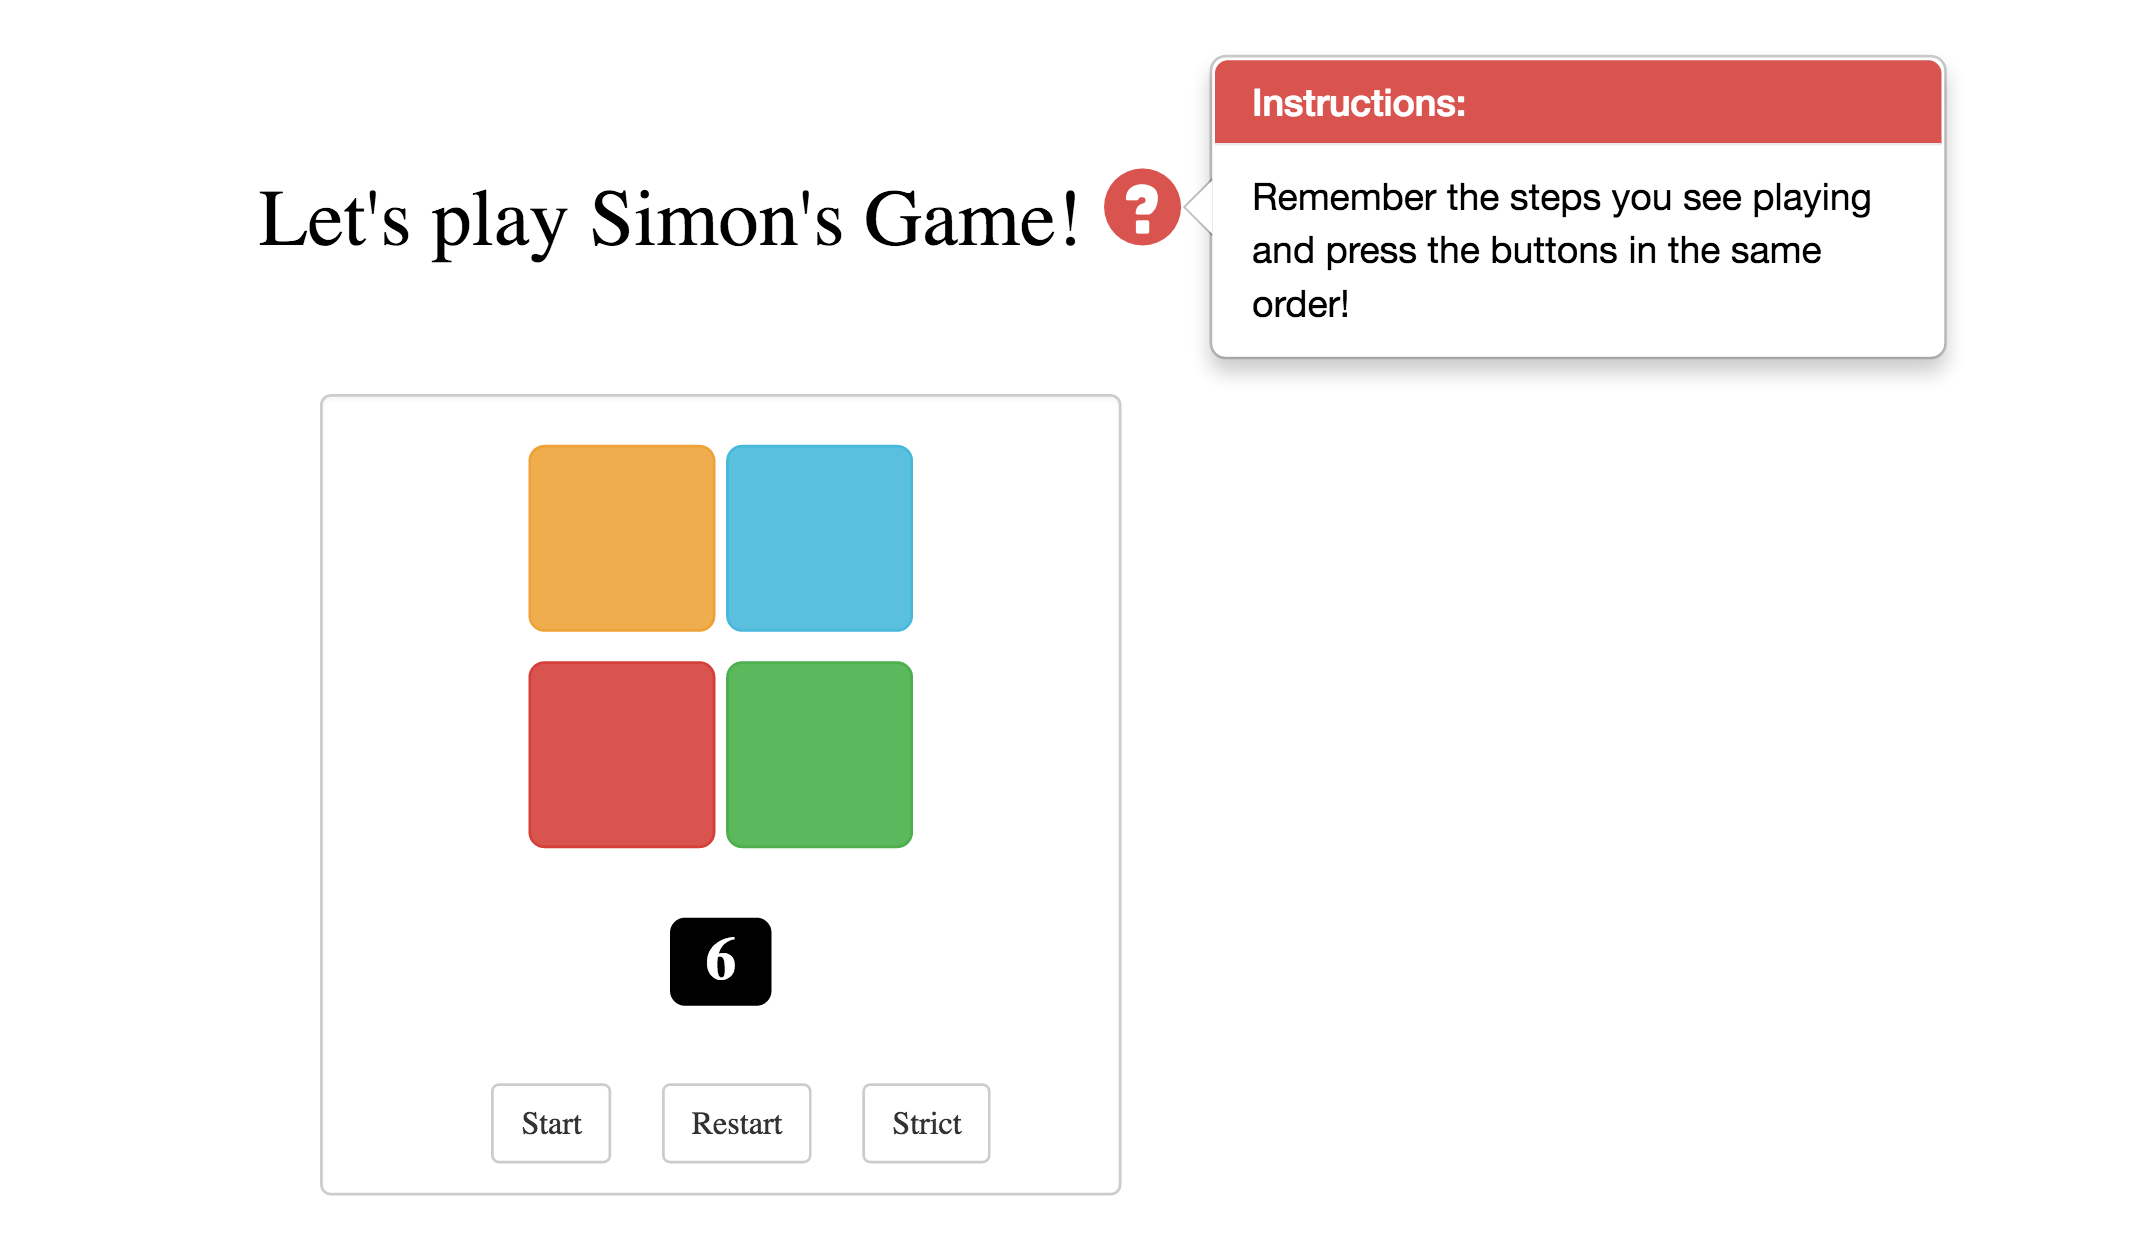 Let's play Simon's Game!
?
Instructions:
Remember the steps you see playing
and press the buttons in the same
order!
6
Start
Restart
Strict